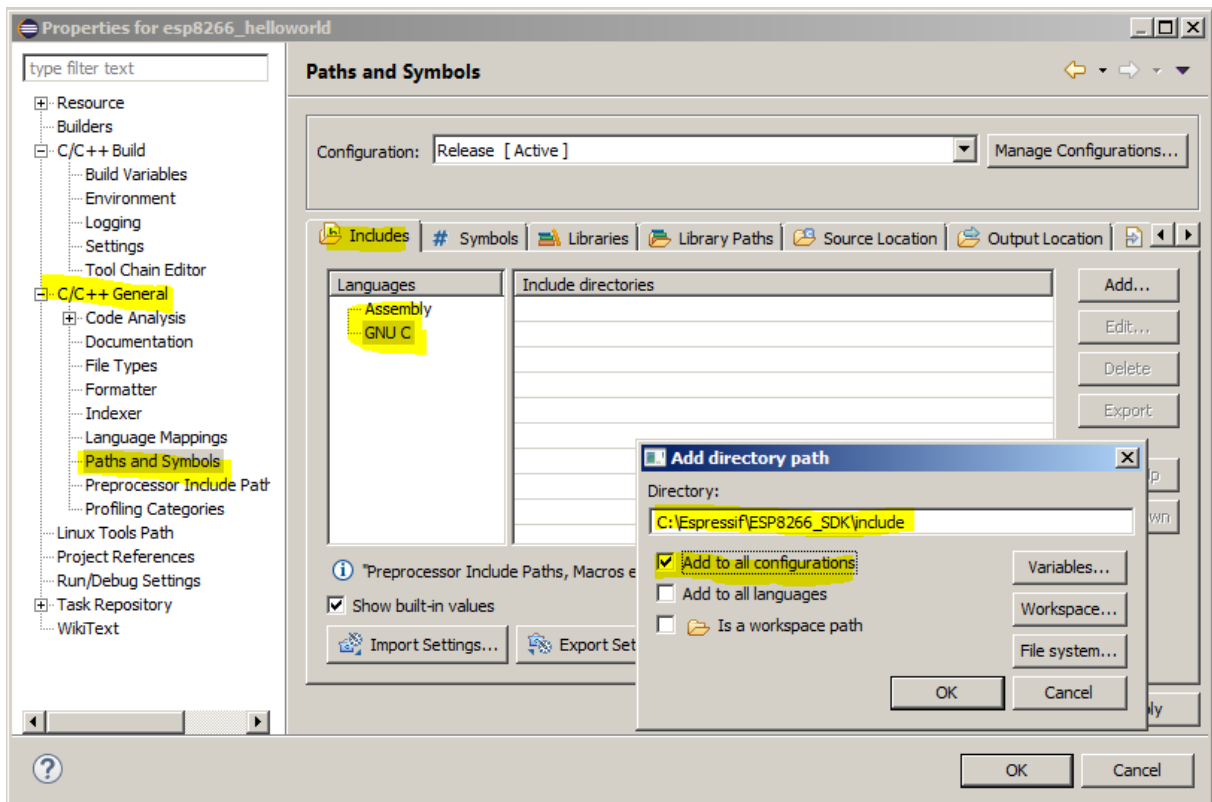 Properties for esp8266_helloworld
type filter text
Resource
Builders
C/C++ Build
Build Variables
Environment
Logging
Settings
Tool Chain Editor
C/C++ General
Code Analysis
Documentation
File Types
Formatter
Indexer
Language Mappings
Paths and Symbols
Preprocessor Include Path
Profiling Categories
Linux Tools Path
Project References
Run/Debug Settings
Task Repository
WikiText
Paths and Symbols
Configuration: Release [ Active ] Manage Configurations...
Includes # Symbols Libraries Library Paths Source Location Output Location
Languages Include directories
Assembly
GNU C
Add...
Edit...
Delete
Export
Add directory path
Directory:
C:\Espressif\ESP8266_SDK\include
Add to all configurations
Add to all languages
Is a workspace path
Variables...
Workspace...
File system...
OK Cancel
"Preprocessor Include Paths, Macros e
Show built-in values
Import Settings... Export Set
OK Cancel